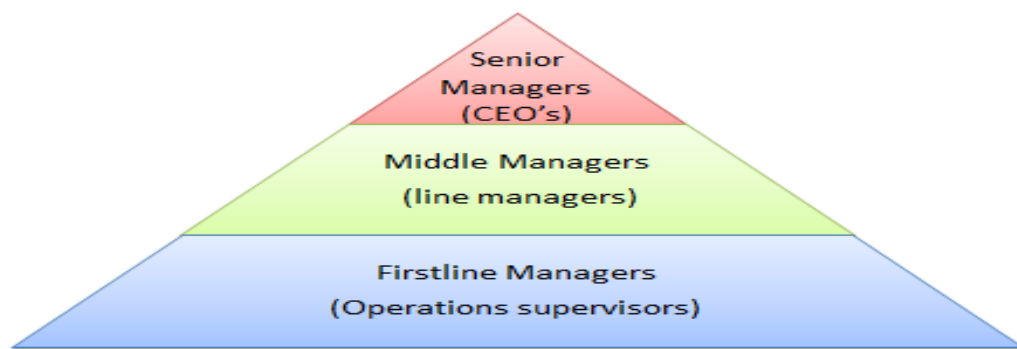 Senior
Managers
(CEO's)
Middle Managers
(line managers)
Firstline Managers
(Operations supervisors)